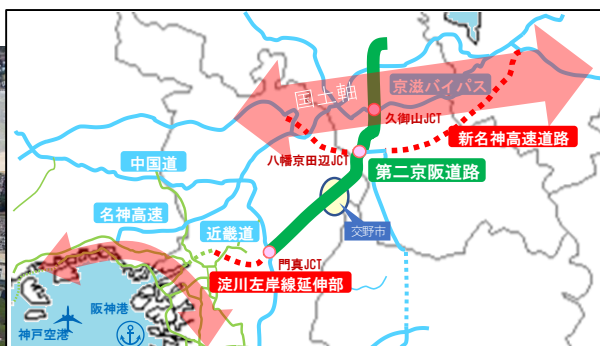 国土軸
京滋バイパス
久御山JCT
新名神高速道路
八幡京田辺JCT
中国道
第二京阪道路
名神高速
近畿道
交野市
門真JCT
淀川左岸線延伸部
阪神港
神戸空港